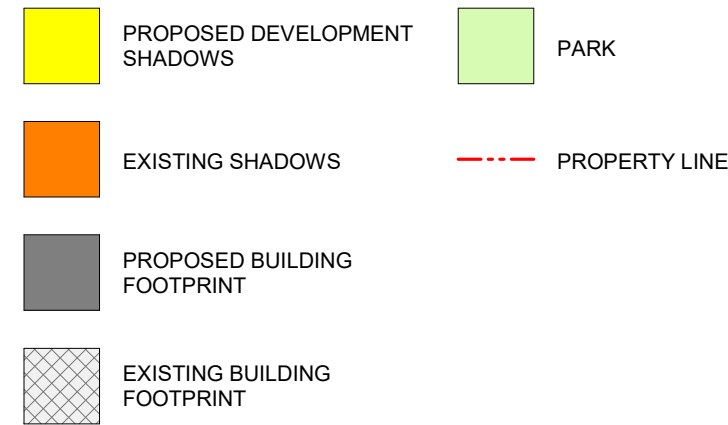 PROPOSED DEVELOPMENT
SHADOWS
PARK
EXISTING SHADOWS
PROPERTY LINE
PROPOSED BUILDING
FOOTPRINT
EXISTING BUILDING
FOOTPRINT